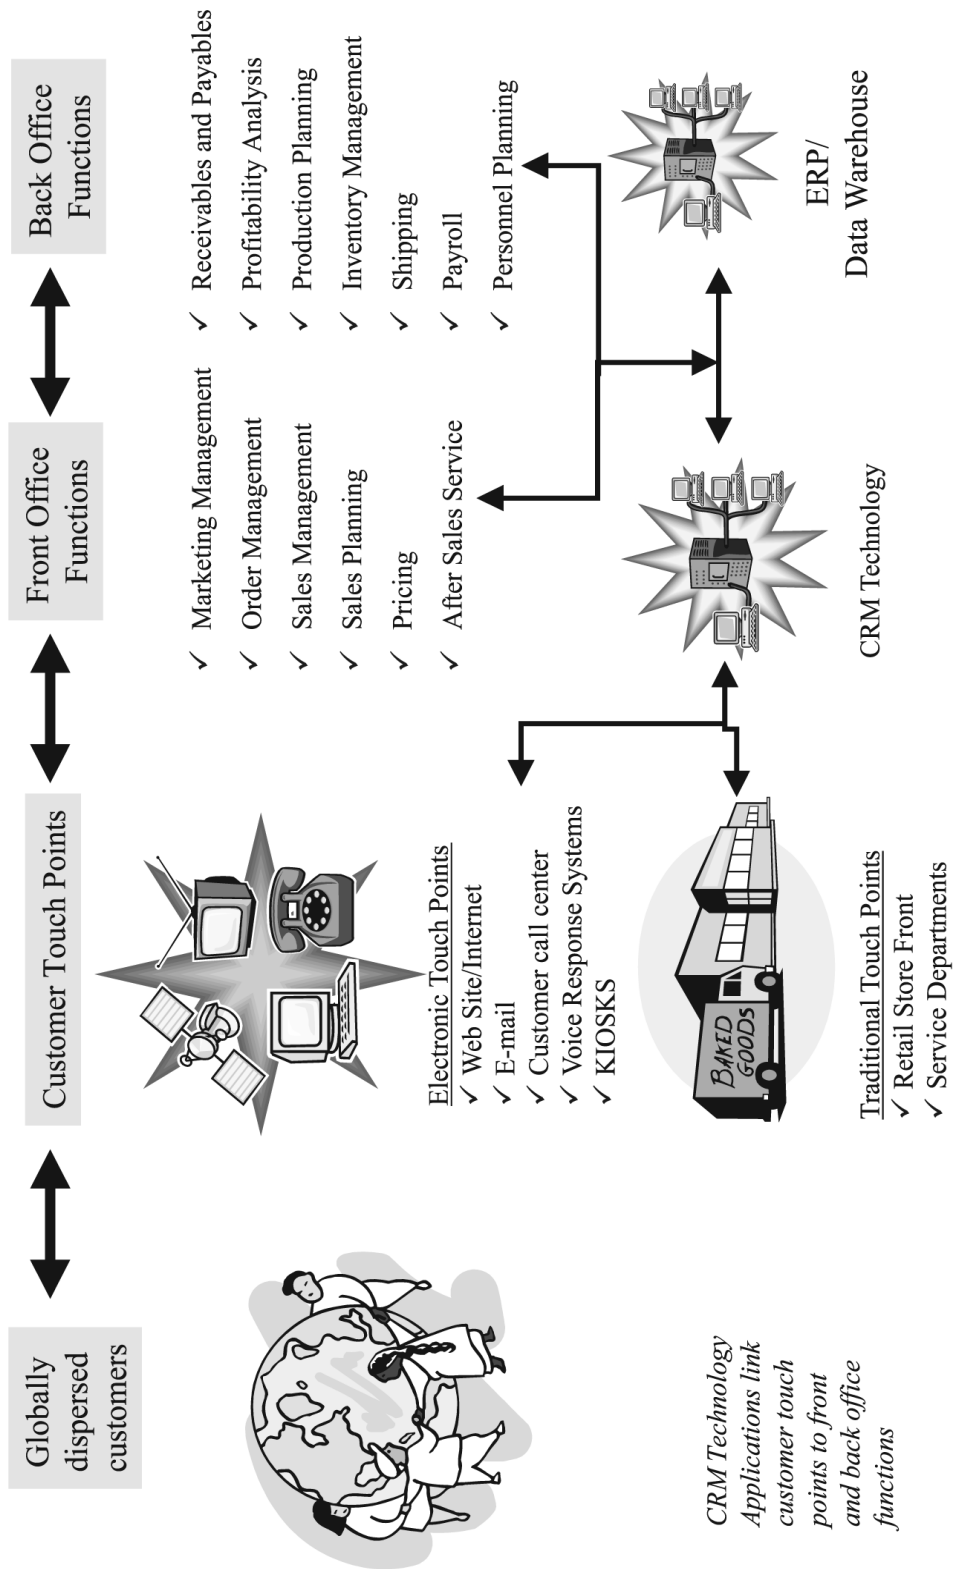 Globally
dispersed
customers
Customer Touch Points
Front Office
Functions
Back Office
Functions
Electronic Touch Points
✓ Web Site/Internet
✓ E-mail
✓ Customer call center
✓ Voice Response Systems
✓ KIOSKS
BAKED
GOODS
Traditional Touch Points
✓ Retail Store Front
✓ Service Departments
✓ Marketing Management
✓ Order Management
✓ Sales Management
✓ Sales Planning
✓ Pricing
✓ After Sales Service
✓ Receivables and Payables
✓ Profitability Analysis
✓ Production Planning
✓ Inventory Management
✓ Shipping
✓ Payroll
✓ Personnel Planning
CRM Technology
ERP/
Data Warehouse
CRM Technology
Applications link
customer touch
points to front
and back office
functions